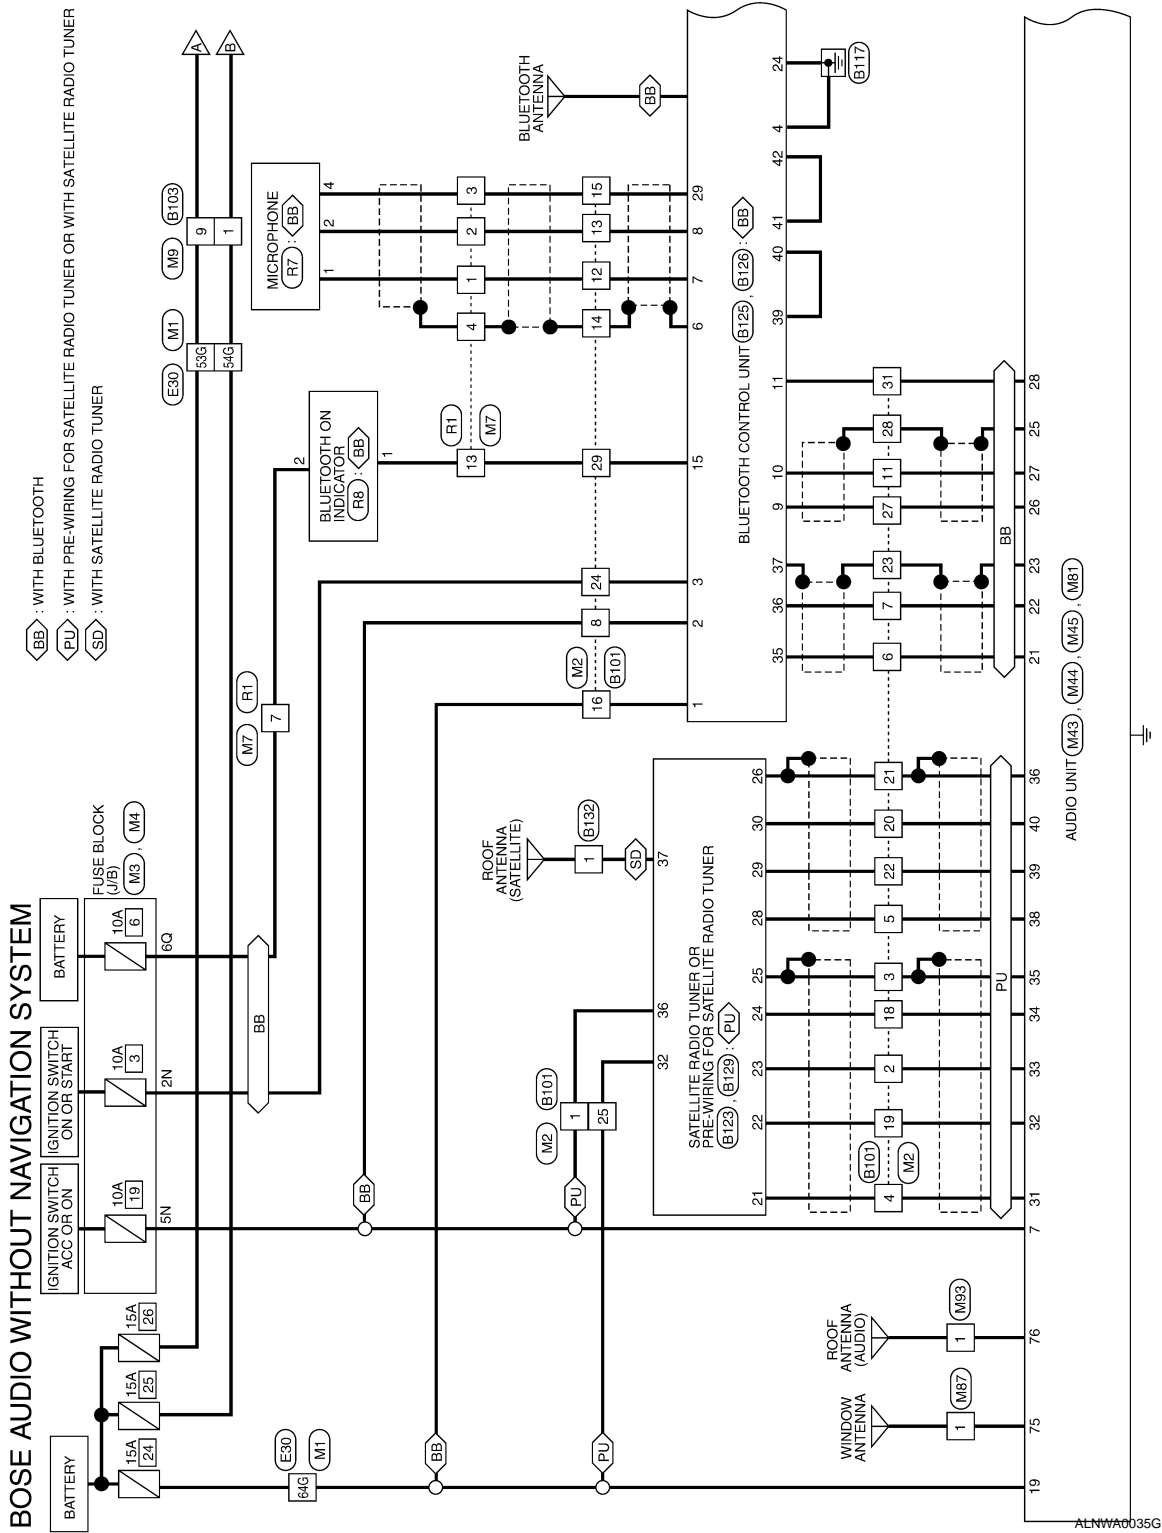 BOSE AUDIO WITHOUT NAVIGATION SYSTEM
BB : WITH BLUETOOTH
PU : WITH PRE-WIRING FOR SATELLITE RADIO TUNER OR WITH SATELLITE RADIO TUNER
SD : WITH SATELLITE RADIO TUNER
BATTERY
IGNITION SWITCH
ACC OR ON
IGNITION SWITCH
ON OR START
BATTERY
15A
24
15A
25
15A
26
10A
19
10A
3
10A
6
FUSE BLOCK
(J/B)
M3 , M4
5N
2N
6Q
BB
M7 R1
7
E30 M1
53G
54G
M9 B103
9
1
A
B
E30
M1
64G
MICROPHONE
R7 : BB
1 2 4
4 1 2 3
14 12 13 15
6 7 8 29
BLUETOOTH ON
INDICATOR
R8 : BB
2
1
R1
M7
13
29
15
BLUETOOTH
ANTENNA
BB
BB
BB
M2
B101
16 8 24
1 2 3
BLUETOOTH CONTROL UNIT B125 , B126 : BB
35 36 37 9 10 11 39 40 41 42 4 24
B117
6 7 23 27 11 28 31
BB
21 22 23 26 27 25 28
PU
PU
M2 B101
1
25
32 36
ROOF
ANTENNA
(SATELLITE)
1
B132
SD
37
SATELLITE RADIO TUNER OR
PRE-WIRING FOR SATELLITE RADIO TUNER
B123 , B129 : PU
21 22 23 24 25 28 29 30 26
B101
M2
4 19 2 18 3 5 22 20 21
PU
31 32 33 34 35 38 39 40 36
WINDOW
ANTENNA
1
M87
75
ROOF
ANTENNA
(AUDIO)
1
M93
76
19
7
AUDIO UNIT M43 , M44 , M45 , M81
ALNWA0035G